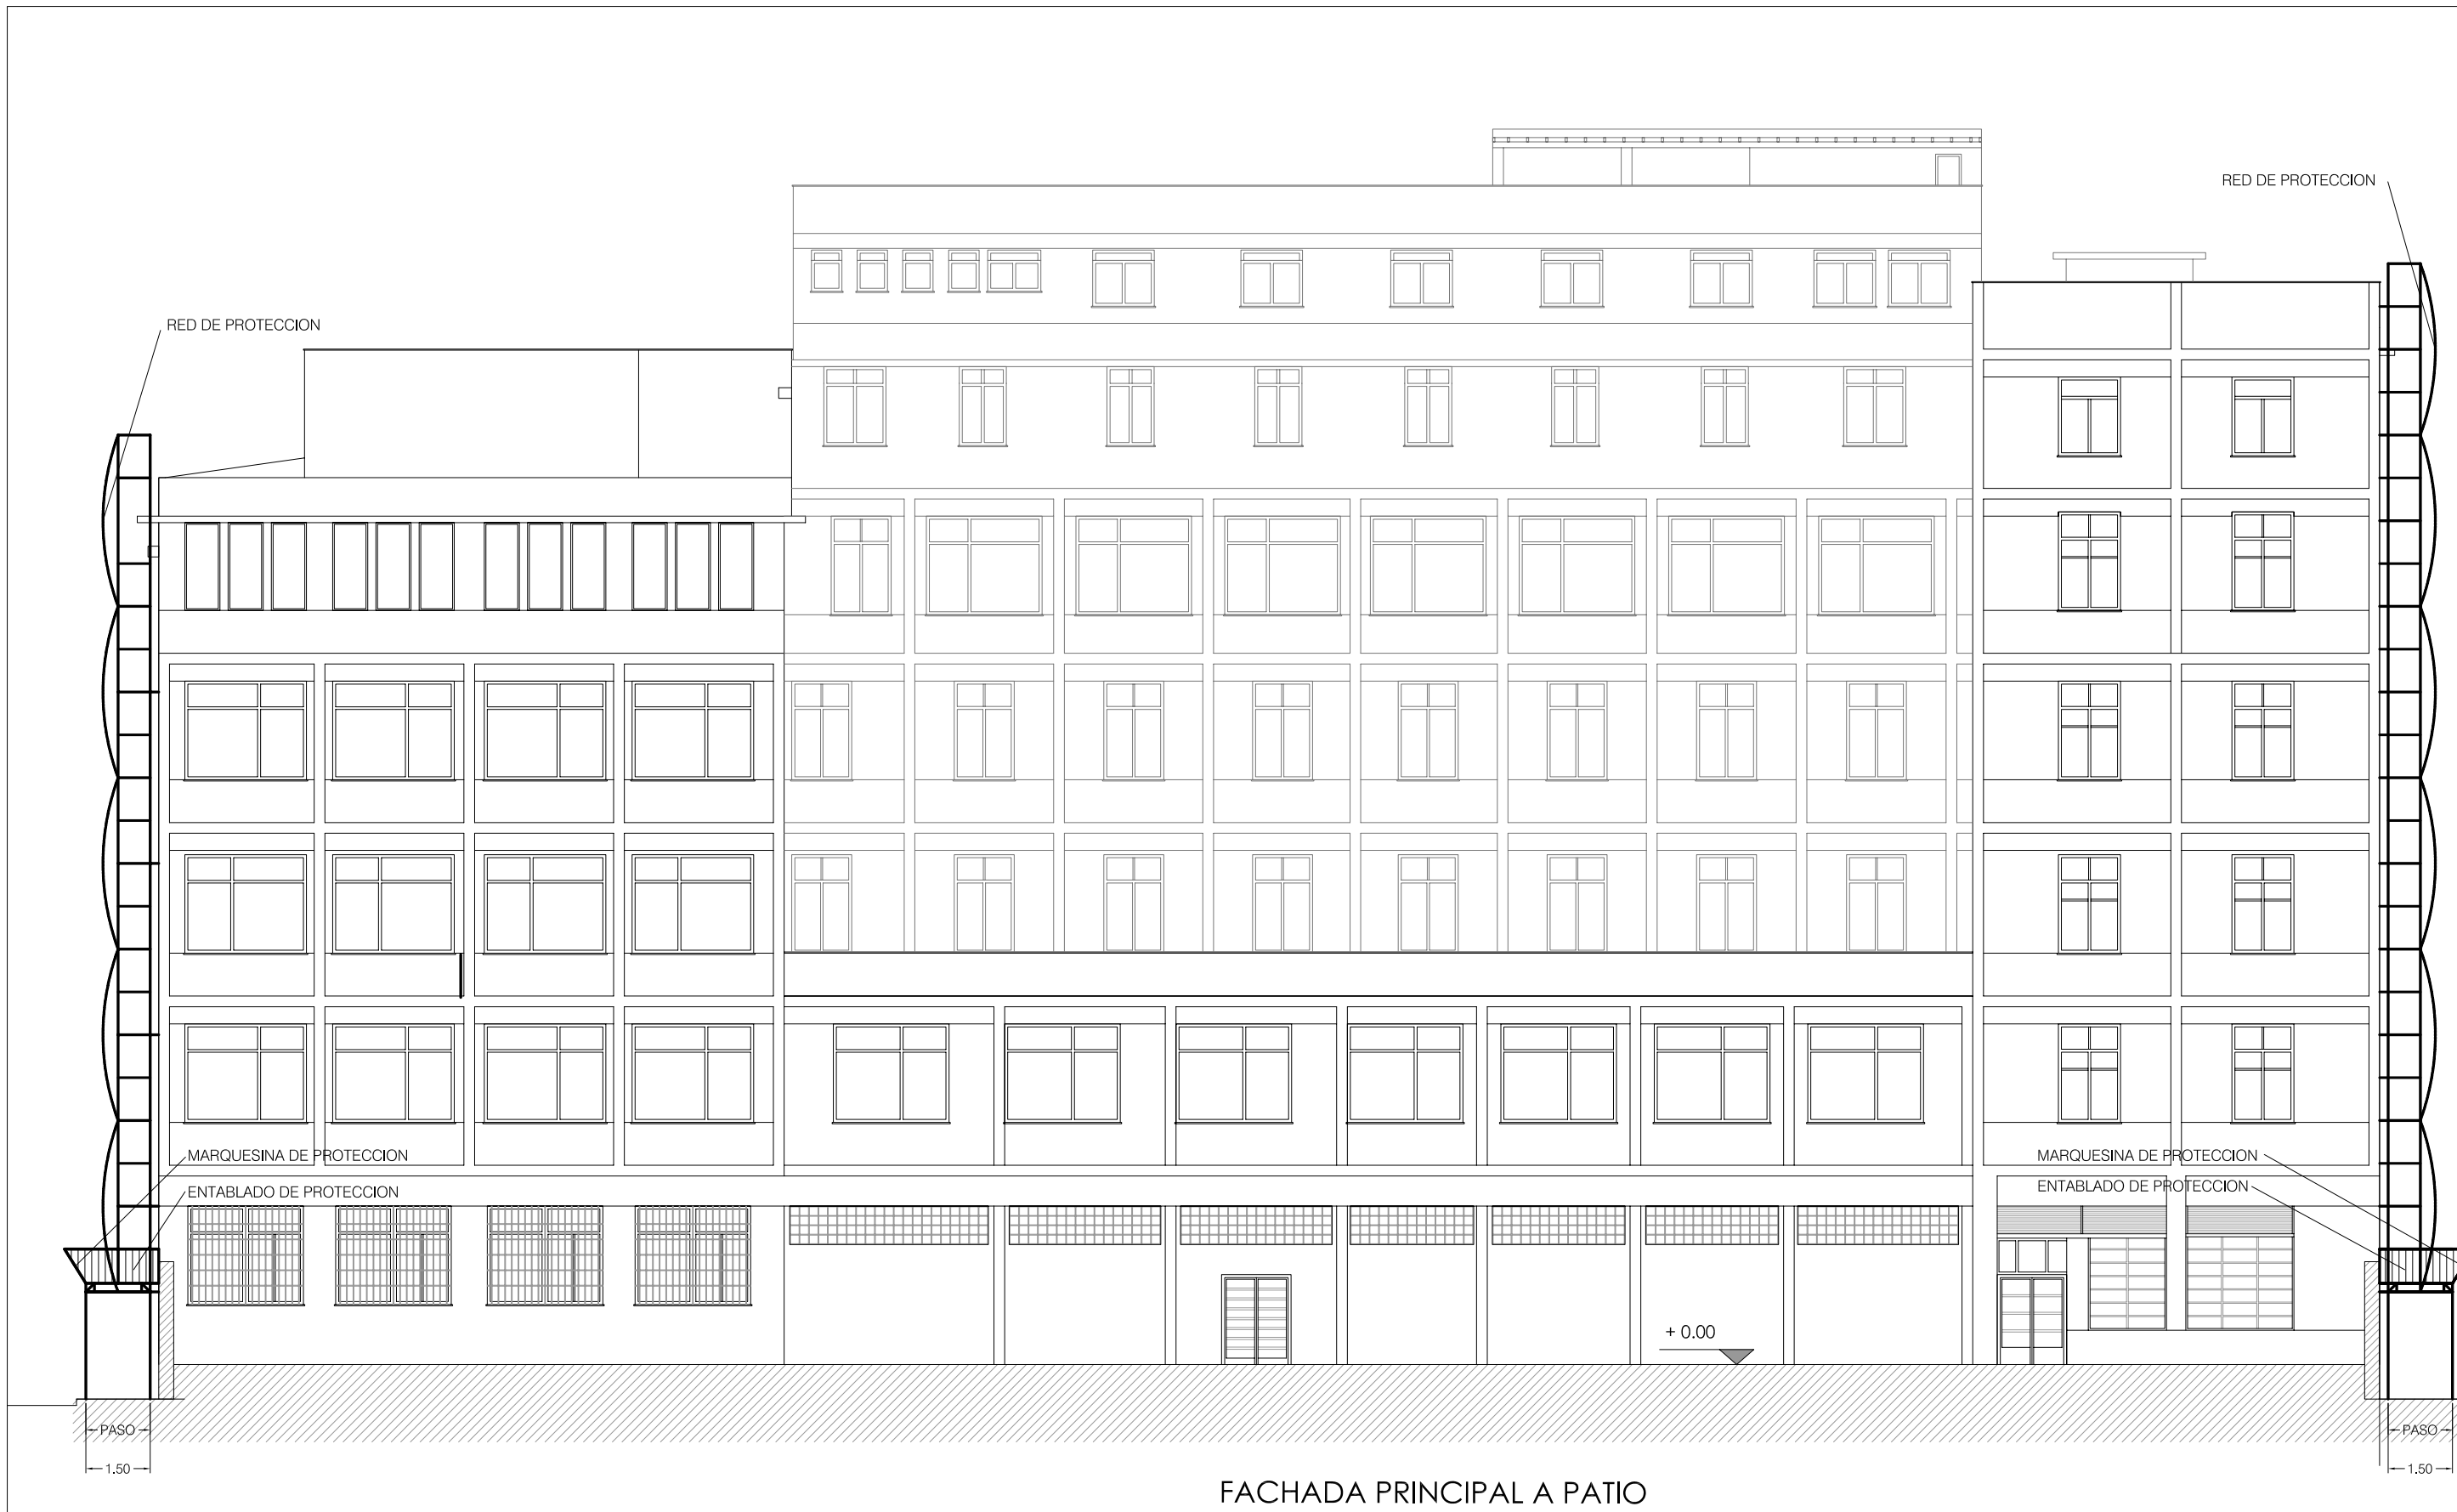 RED DE PROTECCION
RED DE PROTECCION
MARQUESINA DE PROTECCION
MARQUESINA DE PROTECCION
ENTABLADO DE PROTECCION
ENTABLADO DE PROTECCION
+ 0.00
PASO
PASO
1.50
1.50
FACHADA PRINCIPAL A PATIO